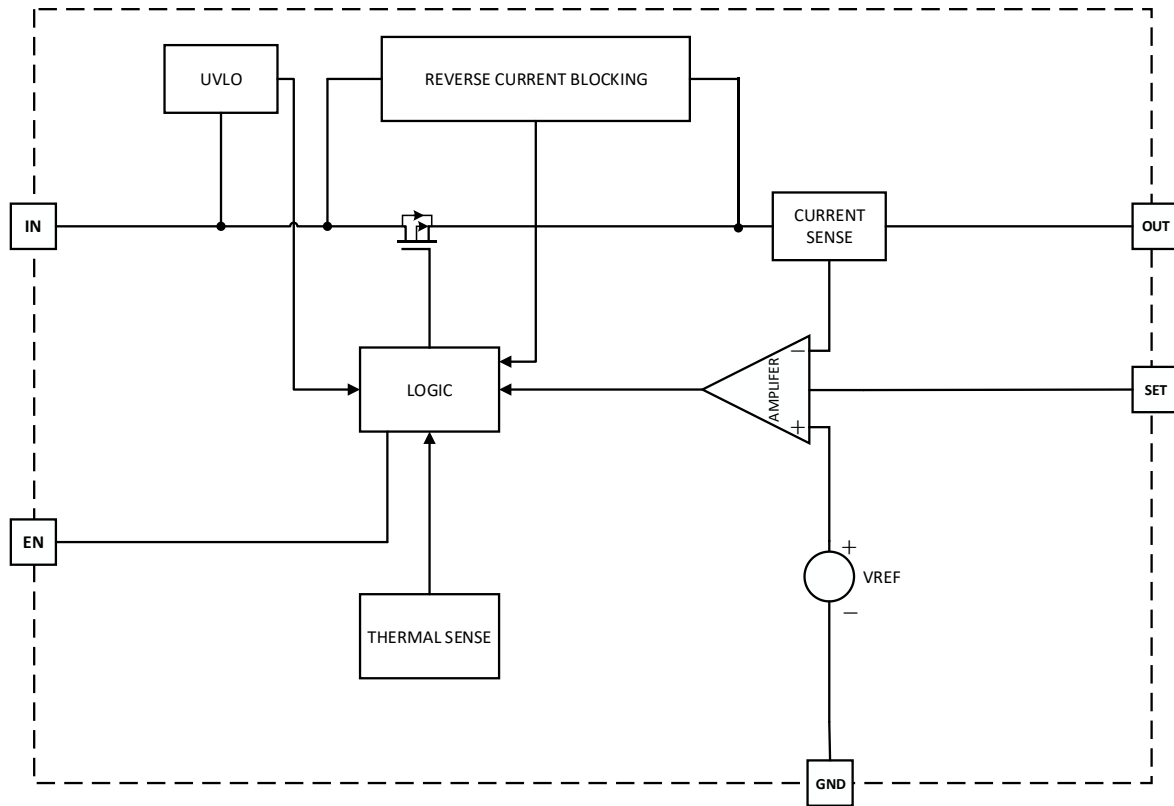 UVLO
REVERSE CURRENT BLOCKING
IN
CURRENT
SENSE
OUT
LOGIC
−
AMPLIFER
+
SET
EN
+
VREF
−
THERMAL SENSE
GND